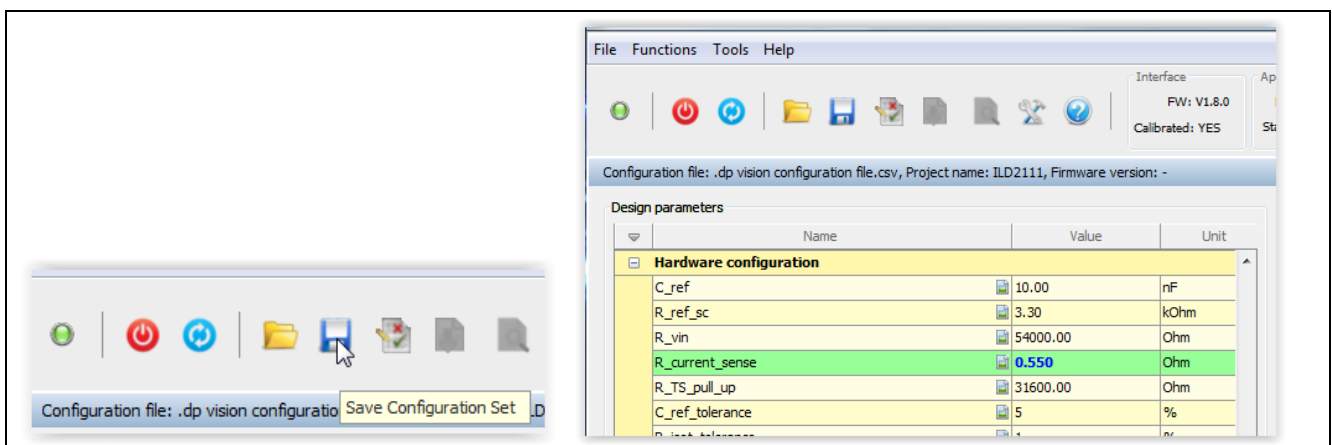 File Functions Tools Help
Interface
FW: V1.8.0
Calibrated: YES
Configuration file: .dp vision configuration file.csv, Project name: ILD2111, Firmware version: -
Design parameters
Name Value Unit
Hardware configuration
C_ref 10.00 nF
R_ref_sc 3.30 kOhm
R_vin 54000.00 Ohm
R_current_sense 0.550 Ohm
R_TS_pull_up 31600.00 Ohm
C_ref_tolerance 5 %
Configuration file: .dp vision configuratio
Save Configuration Set